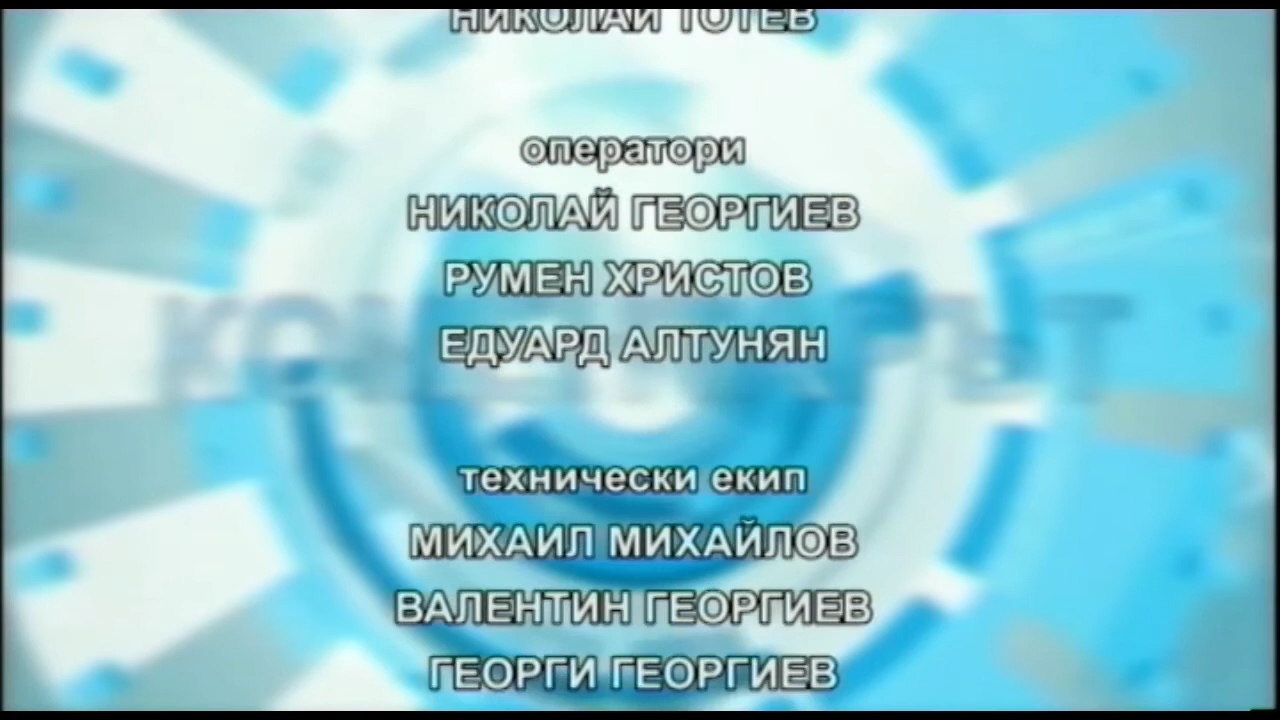 НИКОЛАЙ ТОТЕВ
оператори
НИКОЛАЙ ГЕОРГИЕВ
РУМЕН ХРИСТОВ
ЕДУАРД АЛТУНЯН
технически екип
МИХАИЛ МИХАЙЛОВ
ВАЛЕНТИН ГЕОРГИЕВ
ГЕОРГИ ГЕОРГИЕВ